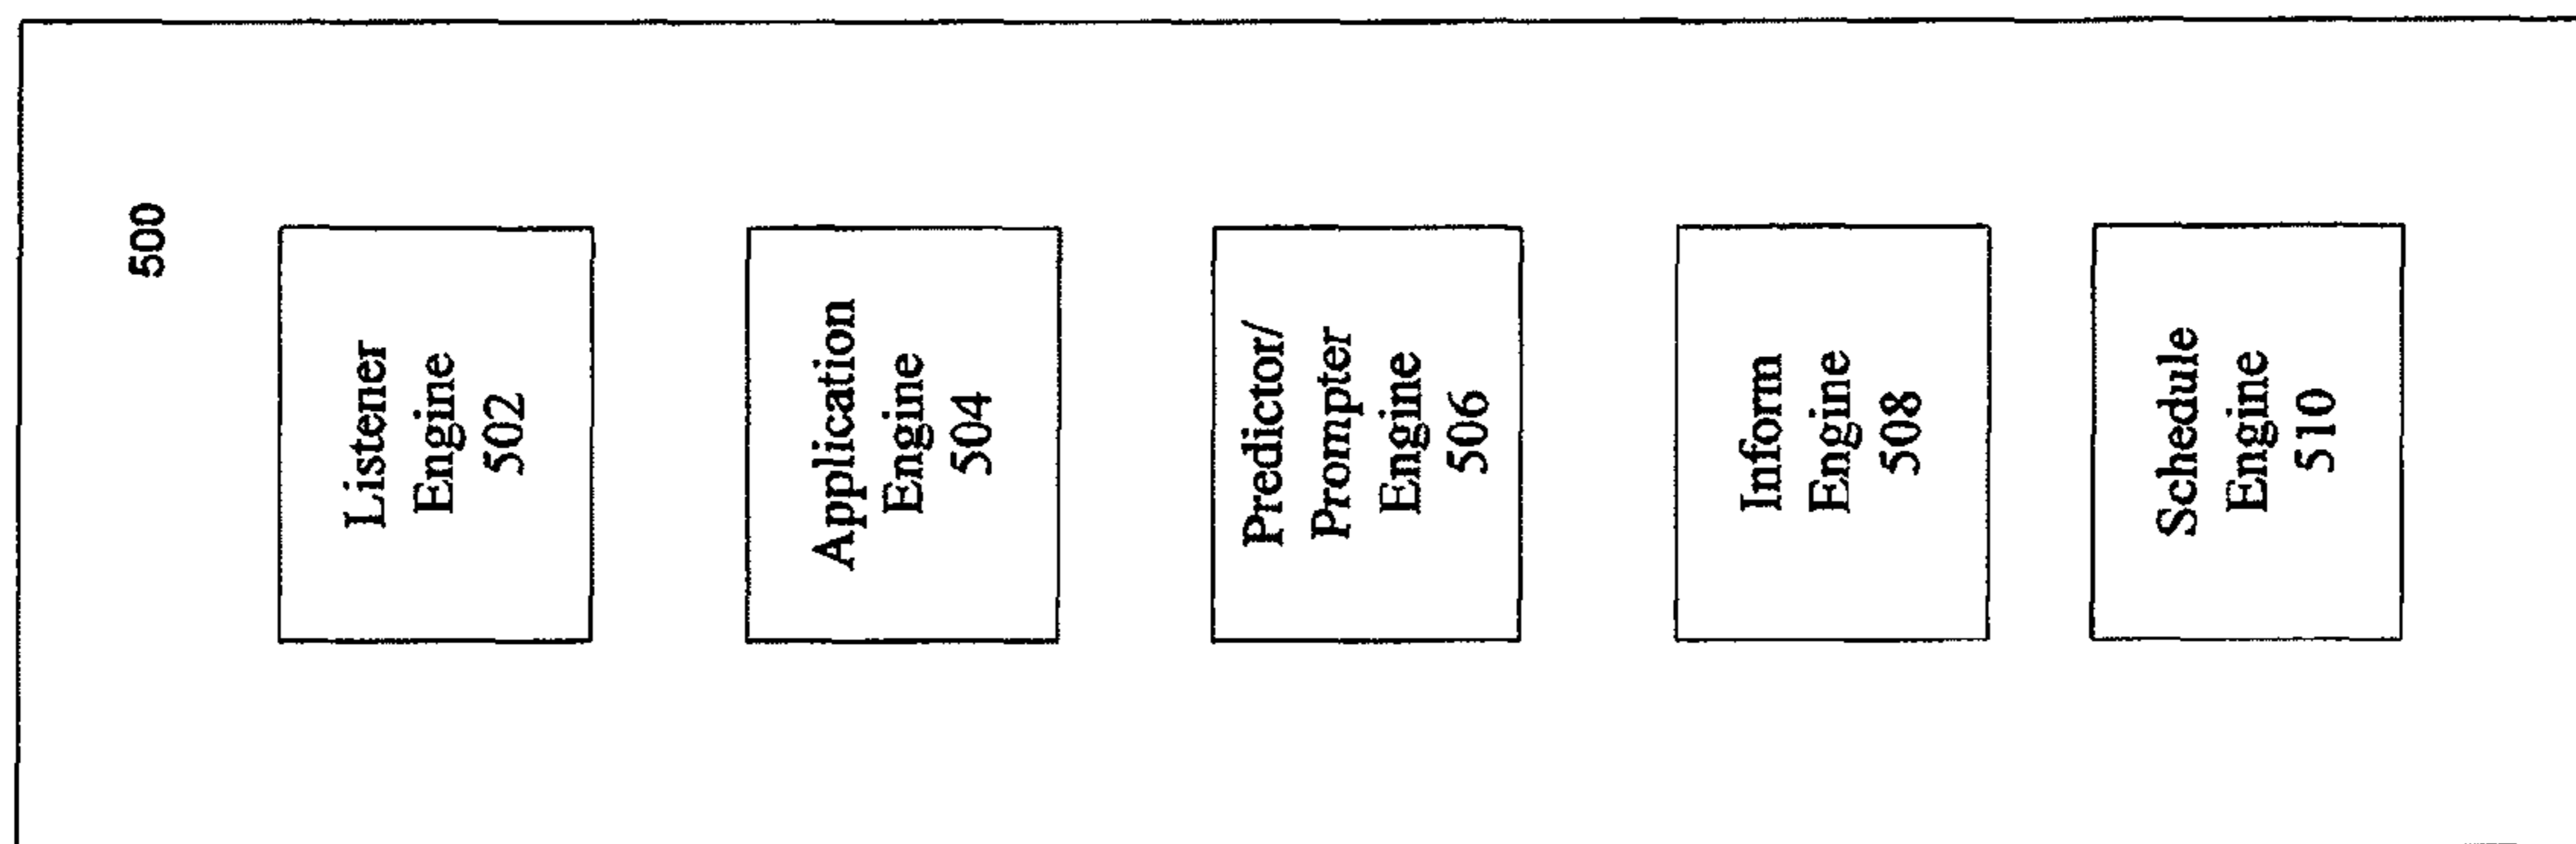 500
Listener
Engine
502
Application
Engine
504
Predictor/
Prompter
Engine
506
Inform
Engine
508
Schedule
Engine
510